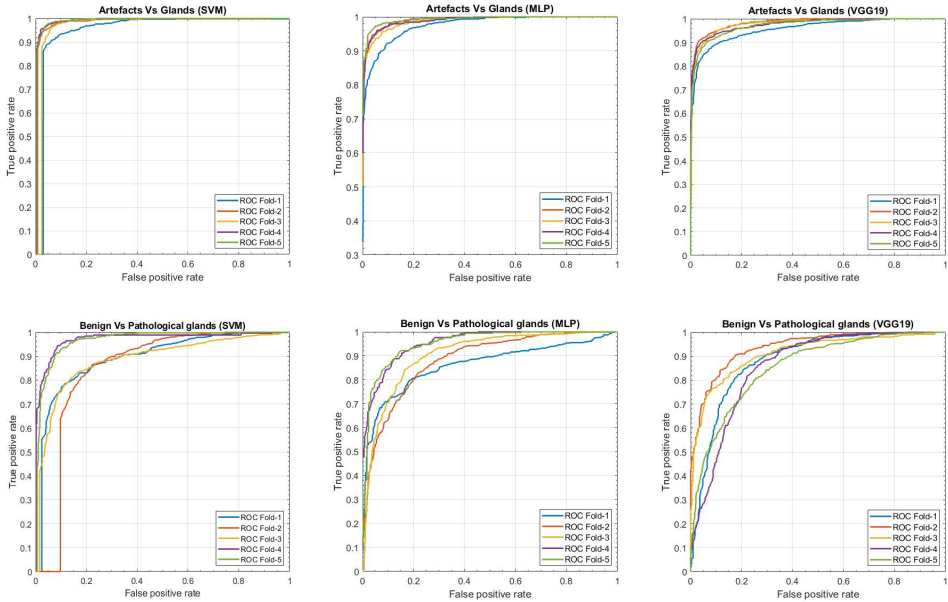 Artefacts Vs Glands (SVM)
1
0.9
0.8
0.7
0.6
0.5
0.4
0.3
0.2
0.1
0
True positive rate
ROC Fold-1
ROC Fold-2
ROC Fold-3
ROC Fold-4
ROC Fold-5
0 0.2 0.4 0.6 0.8 1
False positive rate
Artefacts Vs Glands (MLP)
1
0.9
0.8
0.7
0.6
0.5
0.4
0.3
True positive rate
ROC Fold-1
ROC Fold-2
ROC Fold-3
ROC Fold-4
ROC Fold-5
0 0.2 0.4 0.6 0.8 1
False positive rate
Artefacts Vs Glands (VGG19)
1
0.9
0.8
0.7
0.6
0.5
0.4
0.3
0.2
0.1
0
True positive rate
ROC Fold-1
ROC Fold-2
ROC Fold-3
ROC Fold-4
ROC Fold-5
0 0.2 0.4 0.6 0.8 1
False positive rate
Benign Vs Pathological glands (SVM)
1
0.9
0.8
0.7
0.6
0.5
0.4
0.3
0.2
0.1
0
True positive rate
ROC Fold-1
ROC Fold-2
ROC Fold-3
ROC Fold-4
ROC Fold-5
0 0.2 0.4 0.6 0.8 1
False positive rate
Benign Vs Pathological glands (MLP)
1
0.9
0.8
0.7
0.6
0.5
0.4
0.3
0.2
0.1
0
True positive rate
ROC Fold-1
ROC Fold-2
ROC Fold-3
ROC Fold-4
ROC Fold-5
0 0.2 0.4 0.6 0.8 1
False positive rate
Benign Vs Pathological glands (VGG19)
1
0.9
0.8
0.7
0.6
0.5
0.4
0.3
0.2
0.1
0
True positive rate
ROC Fold-1
ROC Fold-2
ROC Fold-3
ROC Fold-4
ROC Fold-5
0 0.2 0.4 0.6 0.8 1
False positive rate